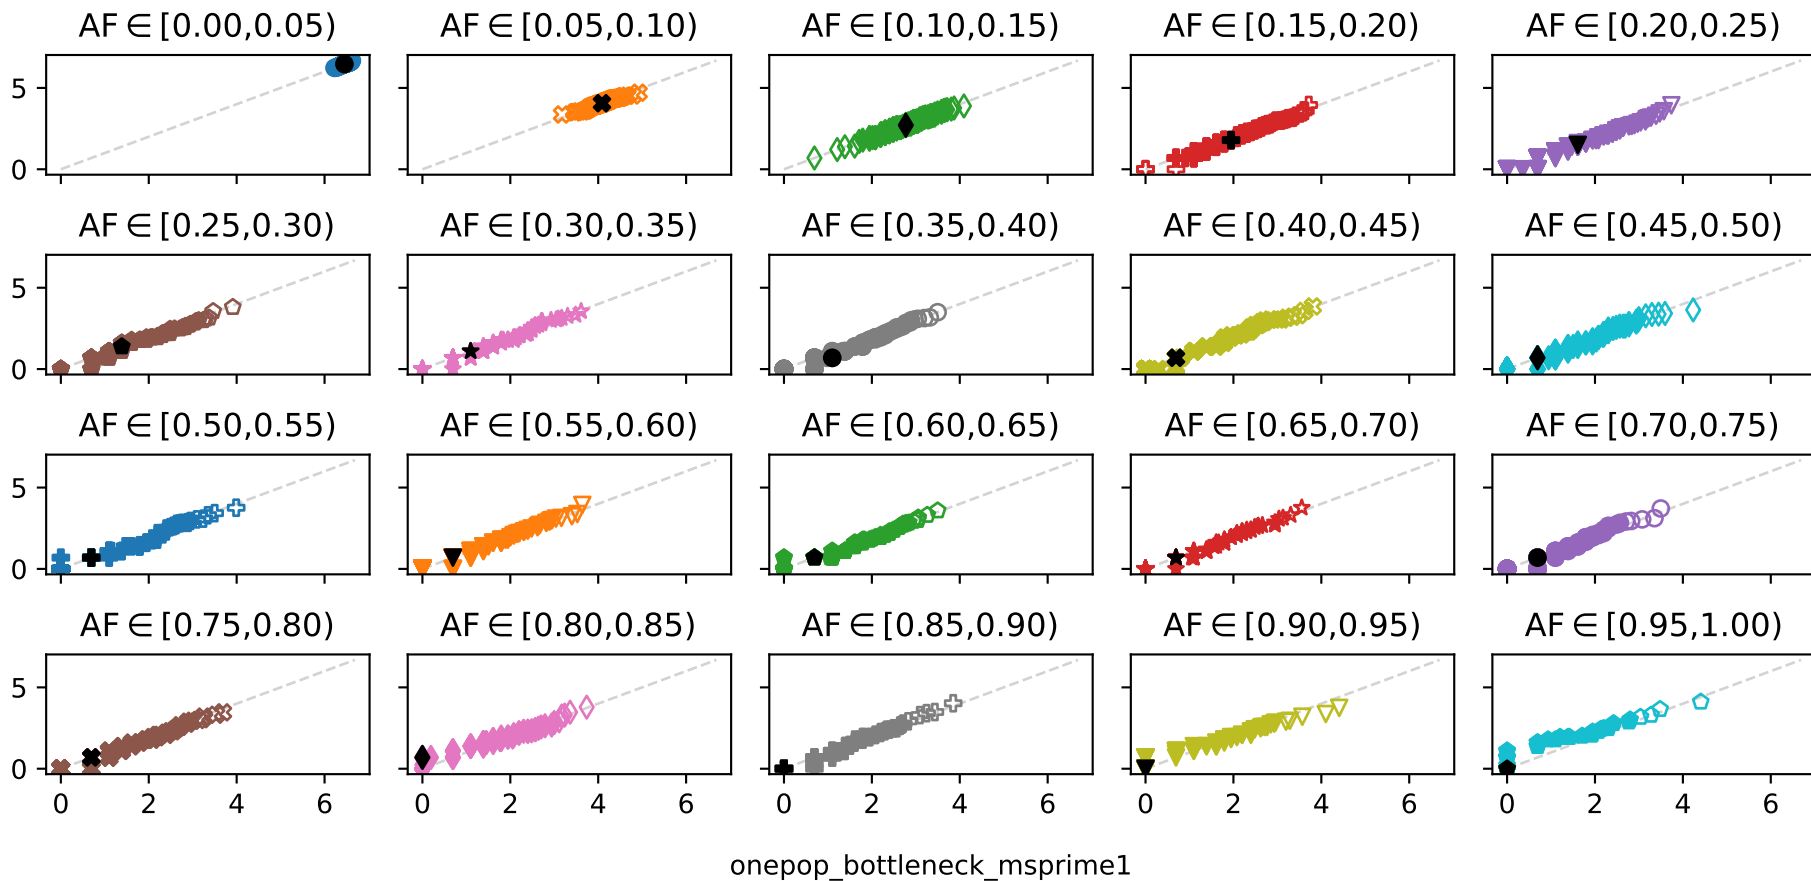 AF ∈ [0.00,0.05) AF ∈ [0.05,0.10) AF ∈ [0.10,0.15) AF ∈ [0.15,0.20) AF ∈ [0.20,0.25)
5
0
AF ∈ [0.25,0.30) AF ∈ [0.30,0.35) AF ∈ [0.35,0.40) AF ∈ [0.40,0.45) AF ∈ [0.45,0.50)
5
0
AF ∈ [0.50,0.55) AF ∈ [0.55,0.60) AF ∈ [0.60,0.65) AF ∈ [0.65,0.70) AF ∈ [0.70,0.75)
5
0
AF ∈ [0.75,0.80) AF ∈ [0.80,0.85) AF ∈ [0.85,0.90) AF ∈ [0.90,0.95) AF ∈ [0.95,1.00)
5
0
0 2 4 6 0 2 4 6 0 2 4 6 0 2 4 6 0 2 4 6
onepop_bottleneck_msprime1